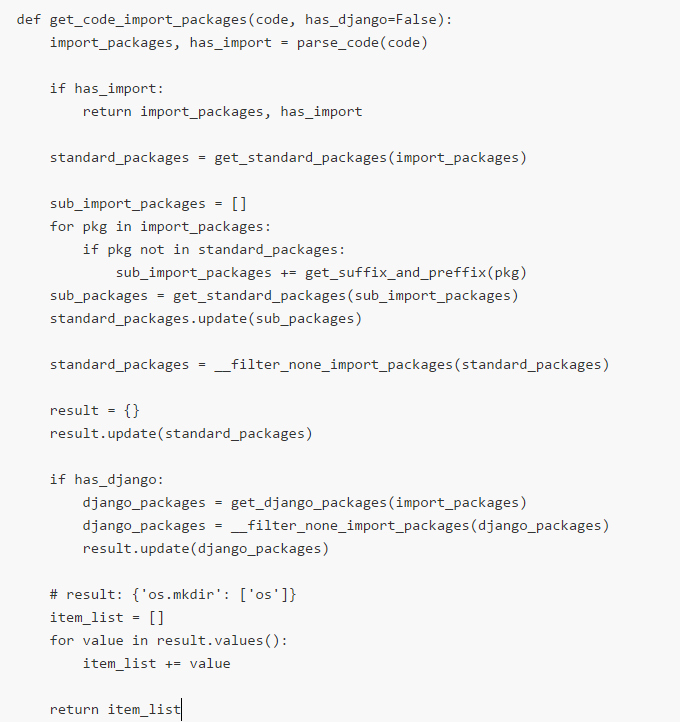 def get_code_import_packages(code, has_django=False):
    import_packages, has_import = parse_code(code)

    if has_import:
        return import_packages, has_import

    standard_packages = get_standard_packages(import_packages)

    sub_import_packages = []
    for pkg in import_packages:
        if pkg not in standard_packages:
            sub_import_packages += get_suffix_and_preffix(pkg)
    sub_packages = get_standard_packages(sub_import_packages)
    standard_packages.update(sub_packages)

    standard_packages = __filter_none_import_packages(standard_packages)

    result = {}
    result.update(standard_packages)

    if has_django:
        django_packages = get_django_packages(import_packages)
        django_packages = __filter_none_import_packages(django_packages)
        result.update(django_packages)

    # result: {'os.mkdir': ['os']}
    item_list = []
    for value in result.values():
        item_list += value

    return item_list